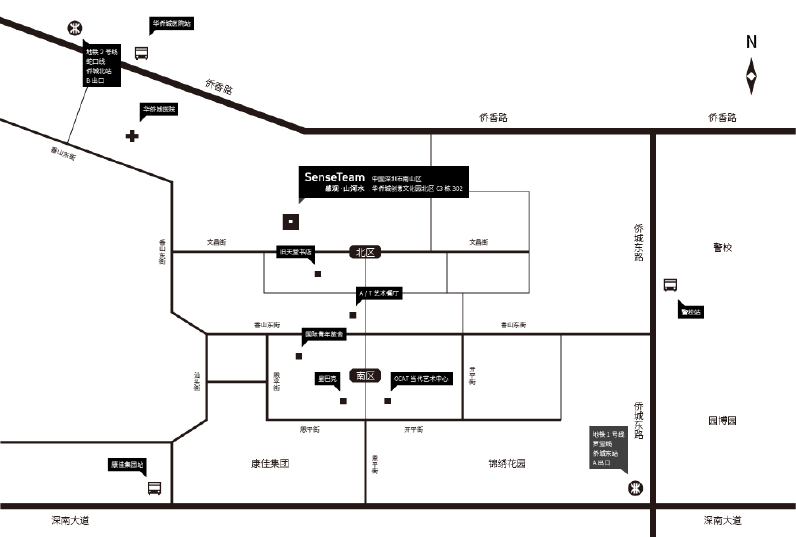 华侨城医院站
地铁 2 号线
蛇口线
侨城北站
B 出口
侨香路
N
华侨城医院
侨香路
侨香路
香山东街
SenseTeam
感观·山河水
中国深圳市南山区
华侨城创意文化园北区 C3 栋 302
香山东街
文昌街
旧天堂书店
北区
文昌街
侨城东路
警校
A / T 艺术餐厅
警校站
香山东街
国际青年旅舍
香山东街
汕头街
恩平街
星巴克
南区
OCAT 当代艺术中心
开平街
侨城东路
园博园
恩平街
开平街
地铁 1 号线
罗宝线
侨城东站
A 出口
康佳集团站
康佳集团
恩平街
锦绣花园
深南大道
深南大道